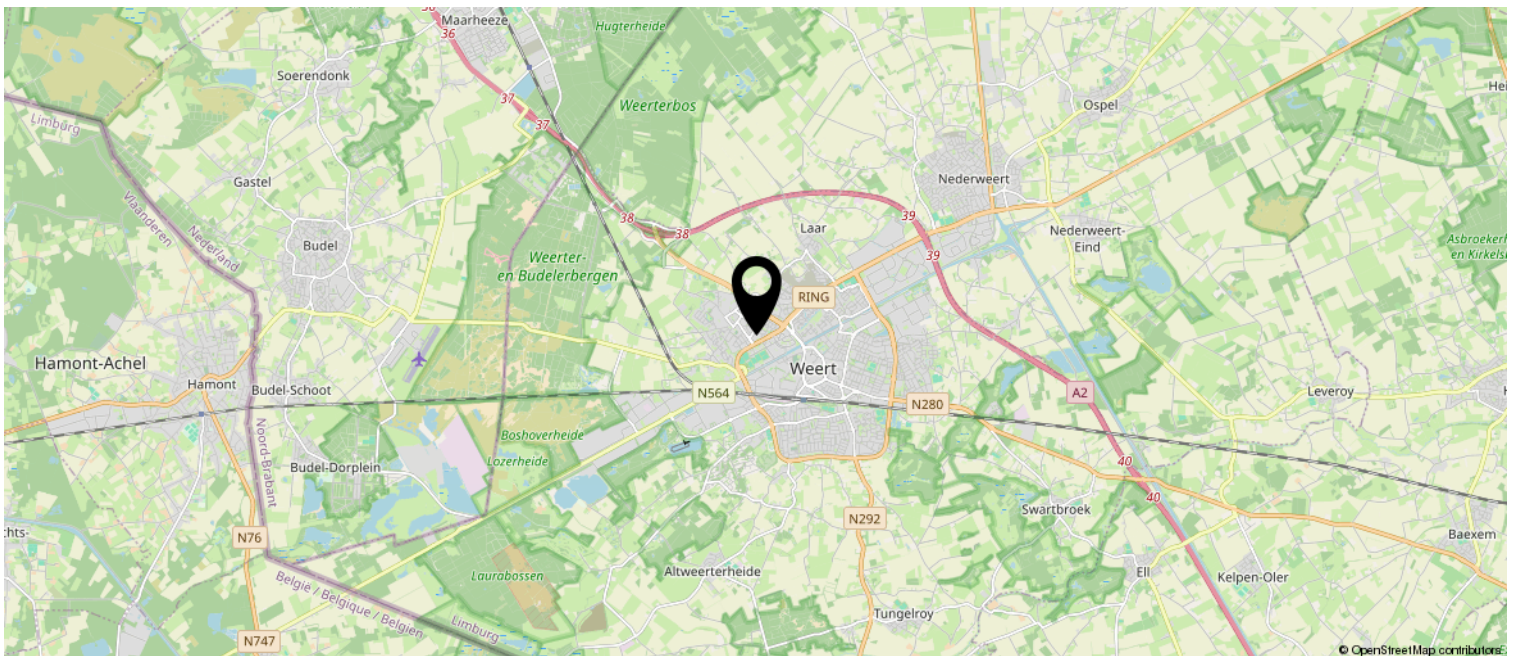 36
Maarheeze
36
Hugterheide
Soerendonk
37
Weerterbos
Ospel
37
Limburg
Gastel
Nederweert
Vlaanderen
Nederland
38
39
38
Laar
Nederweert-
Eind
Budel
39
Weerter-
en Budelerbergen
RING
Hamont-Achel
Weert
Hamont
Budel-Schoot
N564
A2
Leveroy
N280
Noord-Brabant
Boshoverheide
Lozerheide
40
Budel-Dorplein
40
Swartbroek
N76
N292
Baexem
Laurabossen
Altweerterheide
Ell
Kelpen-Oler
België / Belgique / Belgien
Limburg
Tungelroy
N747
© OpenStreetMap contributors